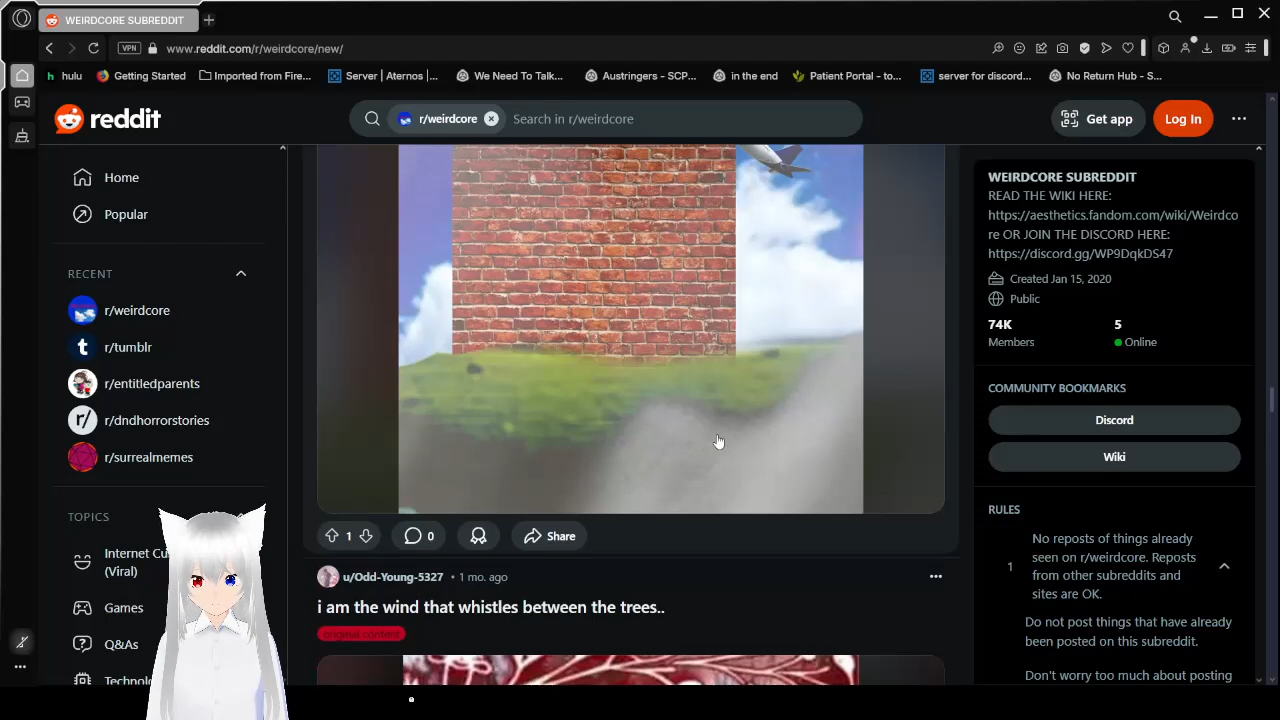 WEIRDCORE SUBREDDIT
VPN
www.reddit.com/r/weirdcore/new/
h hulu
Getting Started
Imported from Fire...
Server | Aternos |...
We Need To Talk...
Austringers - SCP...
in the end
Patient Portal - to...
server for discord...
No Return Hub - S...
reddit
r/weirdcore
Search in r/weirdcore
Get app
Log In
Home
Popular
RECENT
r/weirdcore
t r/tumblr
r/entitledparents
r/ r/dndhorrorstories
r/surrealmemes
TOPICS
Internet Cu
(Viral)
Games
Q&As
Technolo
1
0
Share
u/Odd-Young-5327 • 1 mo. ago
i am the wind that whistles between the trees..
original content
WEIRDCORE SUBREDDIT
READ THE WIKI HERE:
https://aesthetics.fandom.com/wiki/Weirdco
re OR JOIN THE DISCORD HERE:
https://discord.gg/WP9DqkDS47
Created Jan 15, 2020
Public
74K 5
Members Online
COMMUNITY BOOKMARKS
Discord
Wiki
RULES
No reposts of things already
seen on r/weirdcore. Reposts
1 from other subreddits and
sites are OK.
Do not post things that have already
been posted on this subreddit.
Don't worry too much about posting